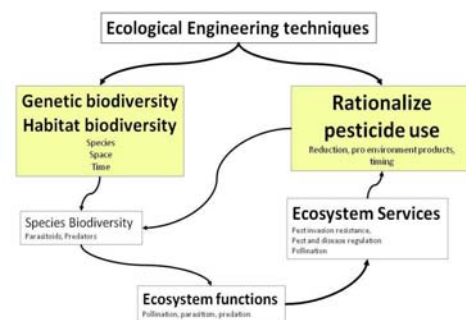 Ecological Engineering techniques
Genetic biodiversity
Habitat biodiversity
Species
Space
Time
Rationalize
pesticide use
Reduction, pro environment products,
timing
Species Biodiversity
Parasitoids, Predators
Ecosystem Services
Pest invasion resistance,
Pest and disease regulation
Pollination
Ecosystem functions
Pollination, parasitism, predation